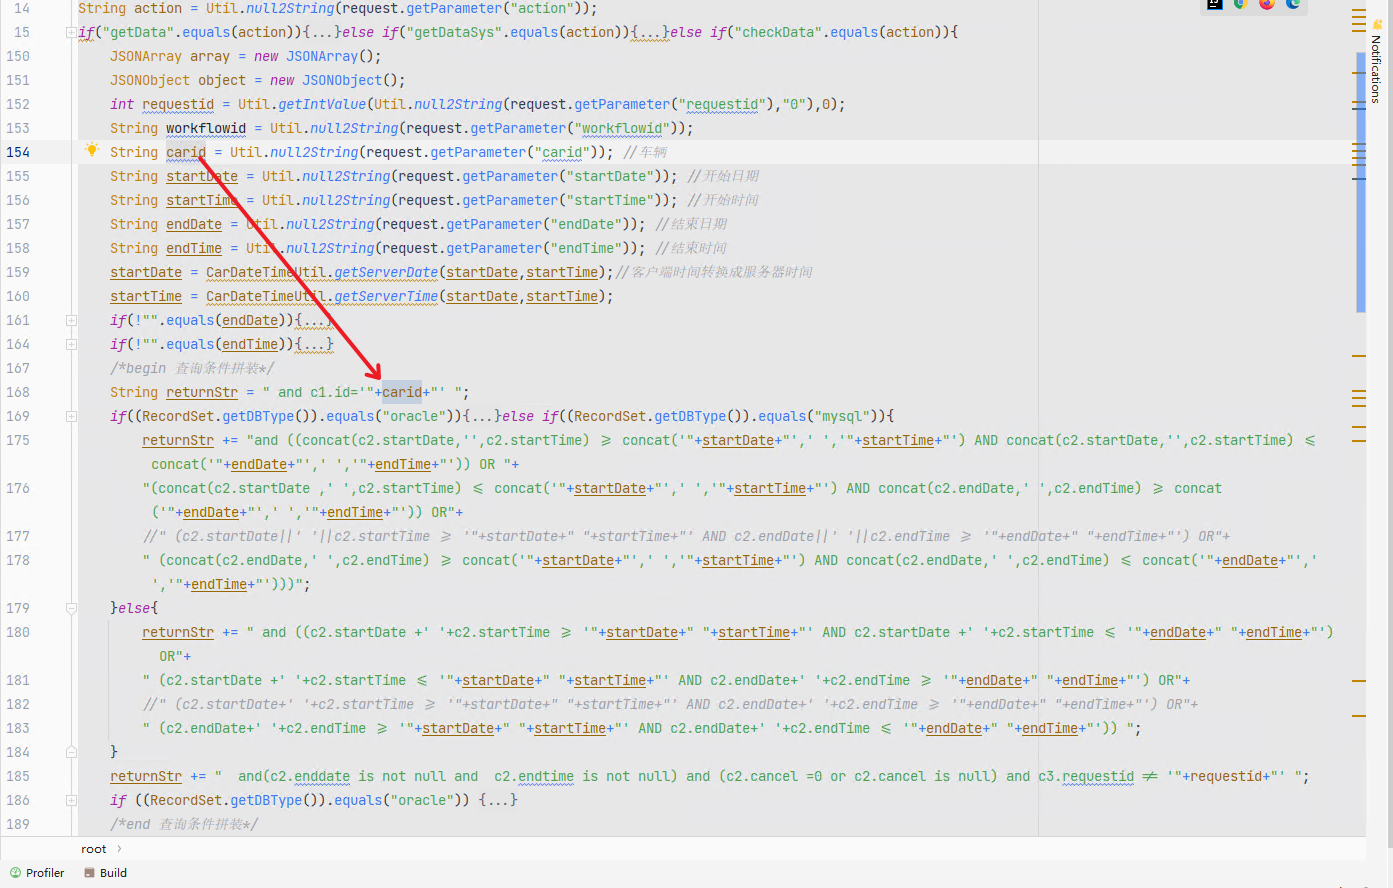 14 String action = Util.null2String(request.getParameter("action"));
15 if("getData".equals(action)){...}else if("getDataSys".equals(action)){...}else if("checkData".equals(action)){
150 JSONArray array = new JSONArray();
151 JSONObject object = new JSONObject();
152 int requestid = Util.getIntValue(Util.null2String(request.getParameter("requestid"),"0"),0);
153 String workflowid = Util.null2String(request.getParameter("workflowid"));
154 String carid = Util.null2String(request.getParameter("carid")); //车辆
155 String startDate = Util.null2String(request.getParameter("startDate")); //开始日期
156 String startTime = Util.null2String(request.getParameter("startTime")); //开始时间
157 String endDate = Util.null2String(request.getParameter("endDate")); //结束日期
158 String endTime = Util.null2String(request.getParameter("endTime")); //结束时间
159 startDate = CarDateTimeUtil.getServerDate(startDate,startTime);//客户端时间转换成服务器时间
160 startTime = CarDateTimeUtil.getServerTime(startDate,startTime);
161 if(!"".equals(endDate)){...}
164 if(!"".equals(endTime)){...}
167 /*begin 查询条件拼装*/
168 String returnStr = " and c1.id='"+carid+"' ";
169 if((RecordSet.getDBType()).equals("oracle")){...}else if((RecordSet.getDBType()).equals("mysql")){
175 returnStr += "and ((concat(c2.startDate,'',c2.startTime) >= concat('"+startDate+"',' ','"+startTime+"') AND concat(c2.startDate,'',c2.startTime) <=
concat('"+endDate+"',' ','"+endTime+"')) OR "+
176 "(concat(c2.startDate ,' ',c2.startTime) <= concat('"+startDate+"',' ','"+startTime+"') AND concat(c2.endDate,' ',c2.endTime) >= concat
('"+endDate+"',' ','"+endTime+"')) OR"+
177 //" (c2.startDate||' '||c2.startTime >= '"+startDate+" "+startTime+"' AND c2.endDate||' '||c2.endTime >= '"+endDate+" "+endTime+"') OR"+
178 " (concat(c2.endDate,' ',c2.endTime) >= concat('"+startDate+"',' ','"+startTime+"') AND concat(c2.endDate,' ',c2.endTime) <= concat('"+endDate+"','
','"+endTime+"')))";
179 }else{
180 returnStr += " and ((c2.startDate +' '+c2.startTime >= '"+startDate+" "+startTime+"' AND c2.startDate +' '+c2.startTime <= '"+endDate+" "+endTime+"')
OR"+
181 " (c2.startDate +' '+c2.startTime <= '"+startDate+" "+startTime+"' AND c2.endDate+' '+c2.endTime >= '"+endDate+" "+endTime+"') OR"+
182 //" (c2.startDate+' '+c2.startTime >= '"+startDate+" "+startTime+"' AND c2.endDate+' '+c2.endTime >= '"+endDate+" "+endTime+"') OR"+
183 " (c2.endDate+' '+c2.endTime >= '"+startDate+" "+startTime+"' AND c2.endDate+' '+c2.endTime <= '"+endDate+" "+endTime+"')) ";
184 }
185 returnStr += "  and(c2.enddate is not null and  c2.endtime is not null) and (c2.cancel =0 or c2.cancel is null) and c3.requestid != '"+requestid+"' ";
186 if ((RecordSet.getDBType()).equals("oracle")) {...}
189 /*end 查询条件拼装*/
root
Profiler Build
Notifications